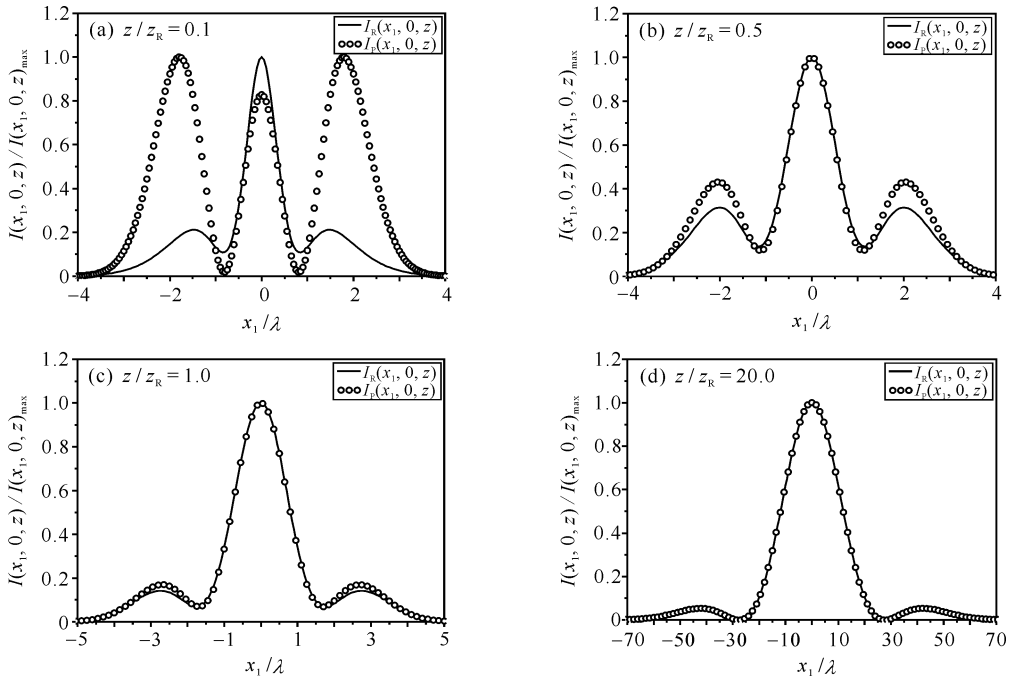 (a) z/z_R = 0.1
I_R(x_1, 0, z)
I_P(x_1, 0, z)
1.2
1.0
0.8
0.6
0.4
0.2
0
I(x_1, 0, z) / I(x_1, 0, z)_max
−4 −2 0 2 4
x_1/λ
(b) z/z_R = 0.5
I_R(x_1, 0, z)
I_P(x_1, 0, z)
1.2
1.0
0.8
0.6
0.4
0.2
0
I(x_1, 0, z) / I(x_1, 0, z)_max
−4 −2 0 2 4
x_1/λ
(c) z/z_R = 1.0
I_R(x_1, 0, z)
I_P(x_1, 0, z)
1.2
1.0
0.8
0.6
0.4
0.2
0
I(x_1, 0, z) / I(x_1, 0, z)_max
−5 −3 −1 1 3 5
x_1/λ
(d) z/z_R = 20.0
I_R(x_1, 0, z)
I_P(x_1, 0, z)
1.2
1.0
0.8
0.6
0.4
0.2
0
I(x_1, 0, z) / I(x_1, 0, z)_max
−70 −50 −30 −10 10 30 50 70
x_1/λ